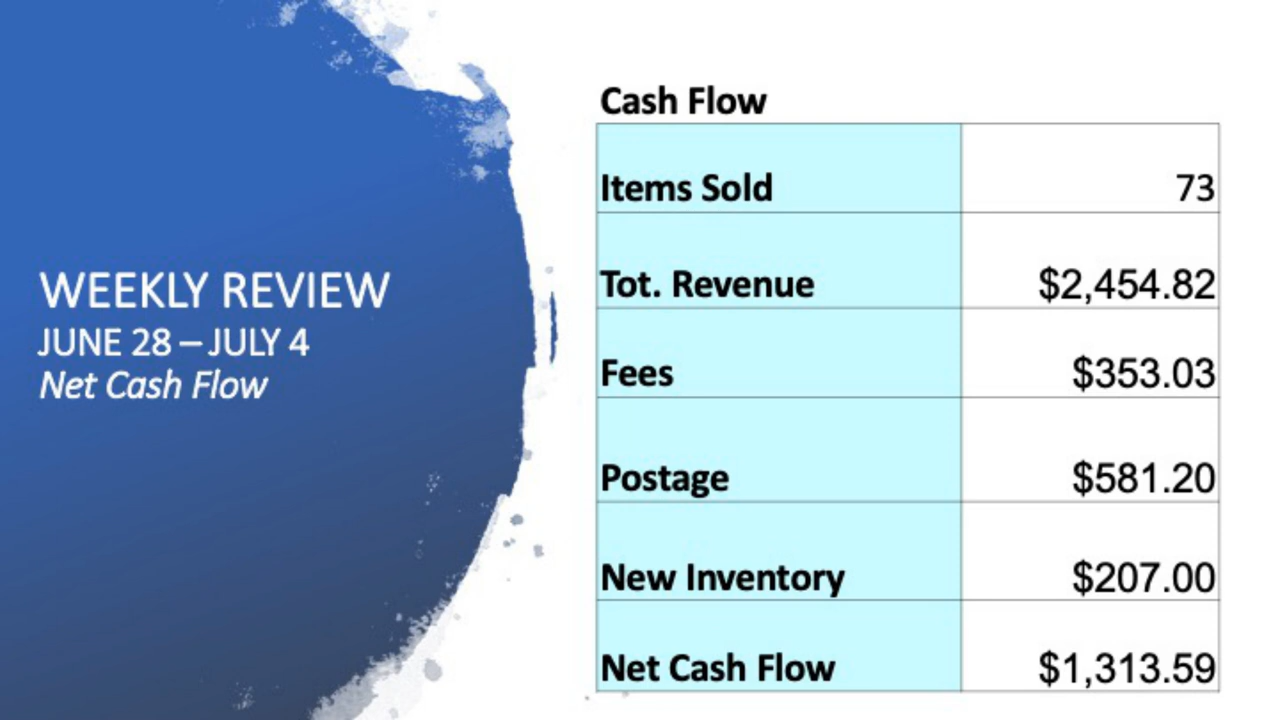 WEEKLY REVIEW
JUNE 28 – JULY 4
Net Cash Flow
Cash Flow
Items Sold 73
Tot. Revenue $2,454.82
Fees $353.03
Postage $581.20
New Inventory $207.00
Net Cash Flow $1,313.59